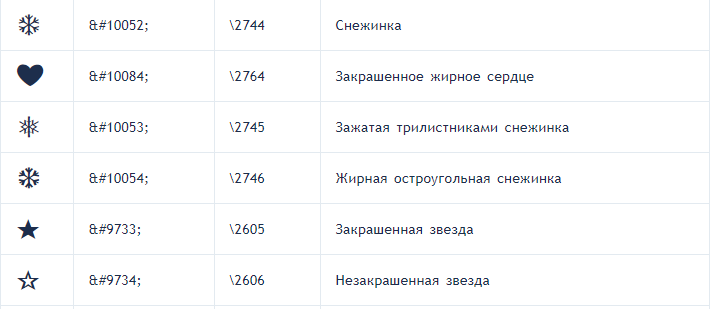 ❄ &#10052; \2744 Снежинка
❤ &#10084; \2764 Закрашенное жирное сердце
❅ &#10053; \2745 Зажатая трилистниками снежинка
❆ &#10054; \2746 Жирная остроугольная снежинка
★ &#9733; \2605 Закрашенная звезда
☆ &#9734; \2606 Незакрашенная звезда